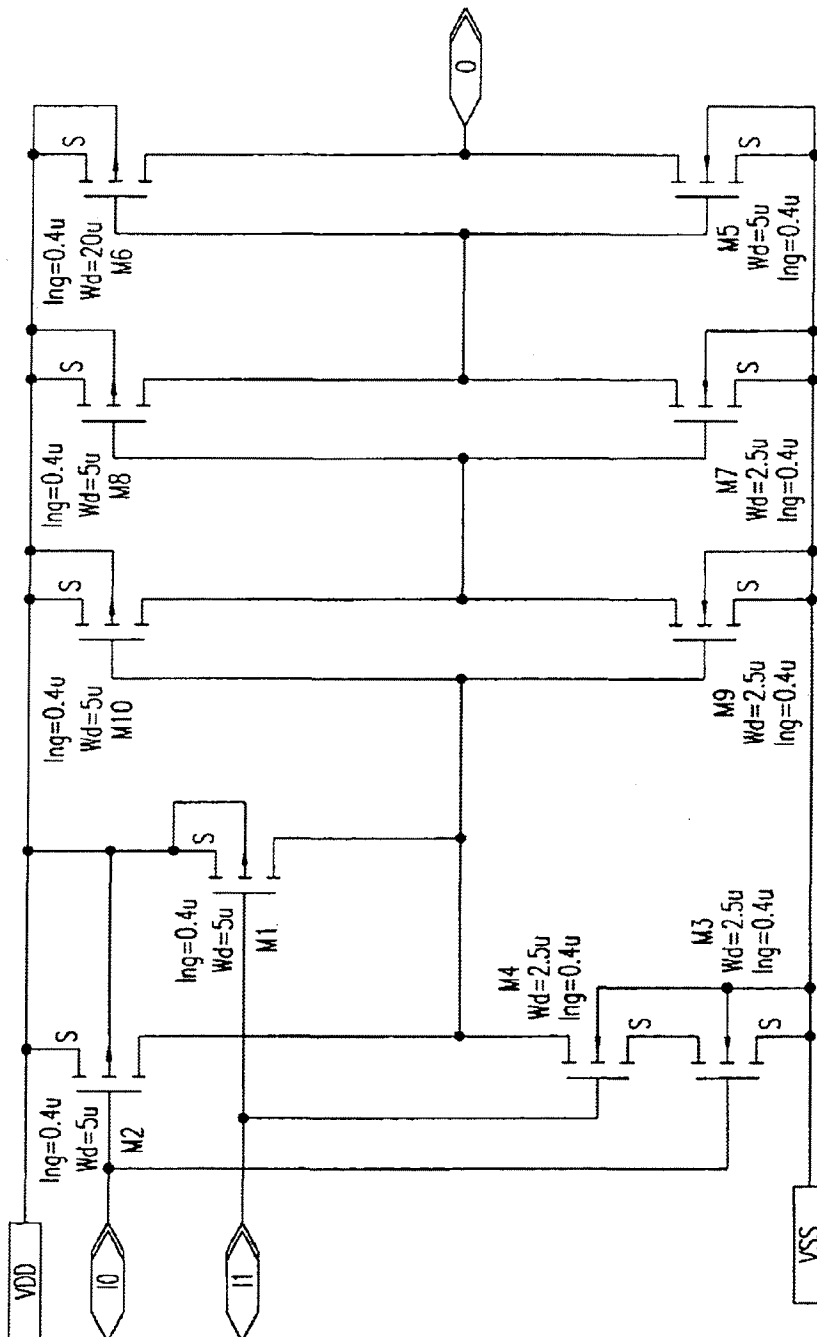 VDD
I0
I1
VSS
lng=0.4u
Wd=5u
M2
S
lng=0.4u
Wd=5u
M1
S
M4
Wd=2.5u
lng=0.4u
S
M3
Wd=2.5u
lng=0.4u
S
lng=0.4u
Wd=5u
M10
S
M9
Wd=2.5u
lng=0.4u
S
lng=0.4u
Wd=5u
M8
S
M7
Wd=2.5u
lng=0.4u
S
lng=0.4u
Wd=20u
M6
S
M5
Wd=5u
lng=0.4u
S
O